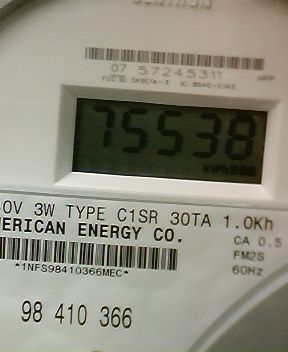 07 57245311
75538
kWh 888
0V 3W TYPE C1SR 30TA 1.0Kh
ERICAN ENERGY CO.
CA 0.5
*1NFS98410366MEC*
FM2S
60Hz
98 410 366